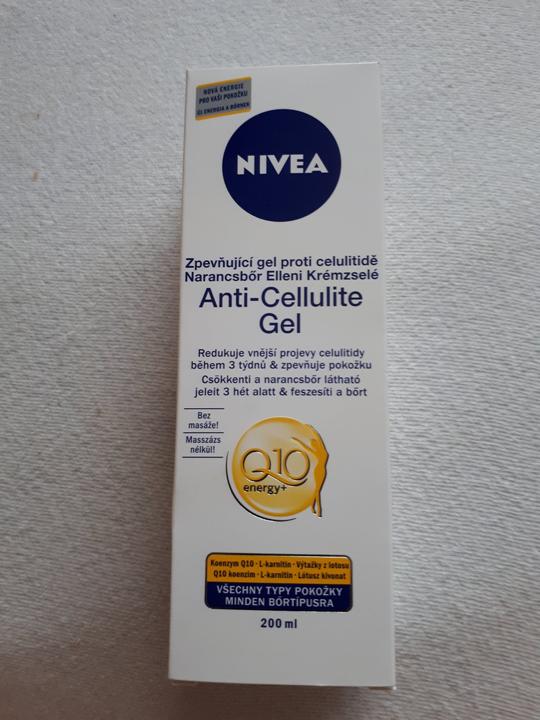 NOVÁ ENERGIE
PRO VAŠI POKOŽKU
ÚJ ENERGIA A BŐRNEK
NIVEA
Zpevňující gel proti celulitidě
Narancsbőr Elleni Krémzselé
Anti-Cellulite
Gel
Redukuje vnější projevy celulitidy
během 3 týdnů & zpevňuje pokožku
Csökkenti a narancsbőr látható
jeleit 3 hét alatt & feszesíti a bőrt
Bez
masáže!
Masszázs
nélkül!
Q10
energy+
Koenzym Q10 · L-karnitin · Výtažky z lotosu
Q10 koenzim · L-karnitin · Lótusz kivonat
VŠECHNY TYPY POKOŽKY
MINDEN BŐRTÍPUSRA
200 ml